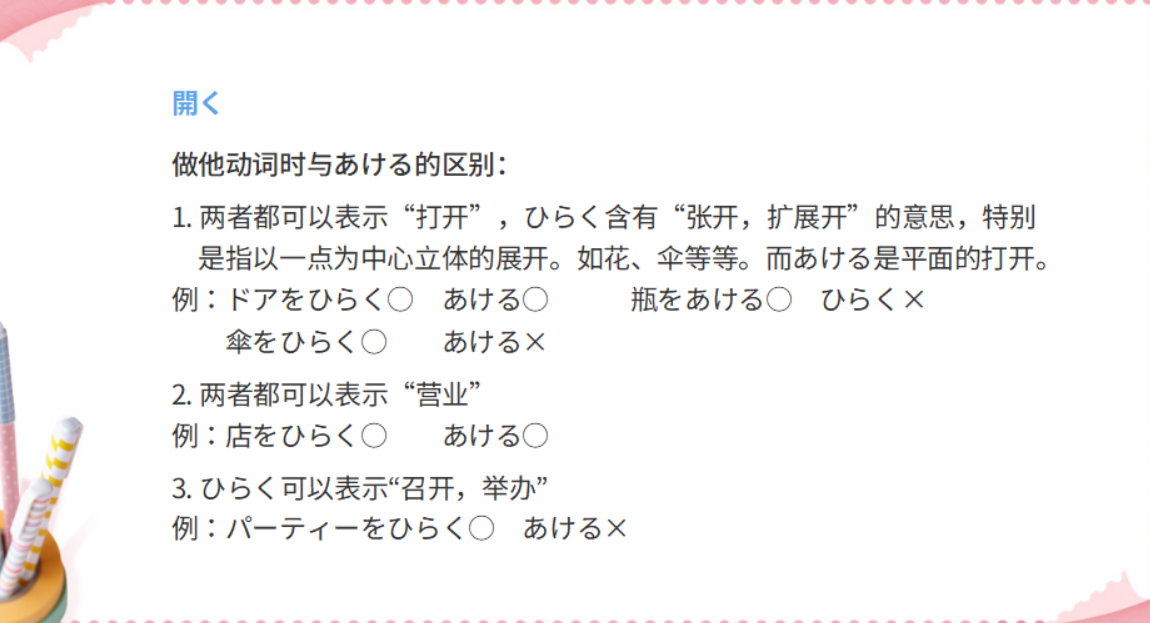 開く
做他动词时与あける的区别：
1. 两者都可以表示“打开”，ひらく含有“张开，扩展开”的意思，特别
是指以一点为中心立体的展开。如花、伞等等。而あける是平面的打开。
例：ドアをひらく○　あける○　　　瓶をあける○　ひらく×
傘をひらく○　　あける×
2. 两者都可以表示“营业”
例：店をひらく○　　あける○
3. ひらく可以表示“召开，举办”
例：パーティーをひらく○　あける×